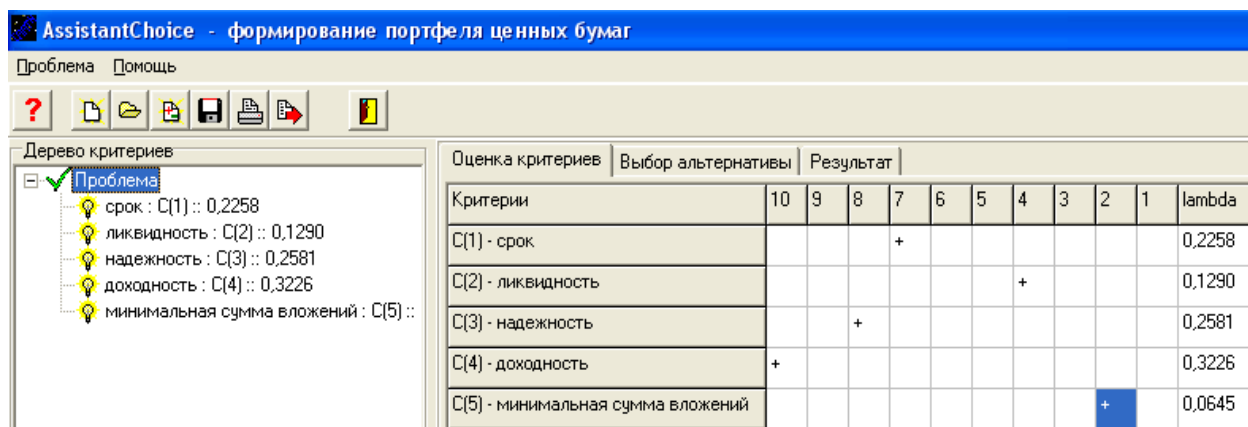 AssistantChoice - формирование портфеля ценных бумаг
Проблема Помощь
?
Дерево критериев
Проблема
срок : C(1) :: 0,2258
ликвидность : C(2) :: 0,1290
надежность : C(3) :: 0,2581
доходность : C(4) :: 0,3226
минимальная сумма вложений : C(5) ::
Оценка критериев Выбор альтернативы Результат
Критерии 10 9 8 7 6 5 4 3 2 1 lambda
C(1) - срок + 0,2258
C(2) - ликвидность + 0,1290
C(3) - надежность + 0,2581
C(4) - доходность + 0,3226
C(5) - минимальная сумма вложений + 0,0645